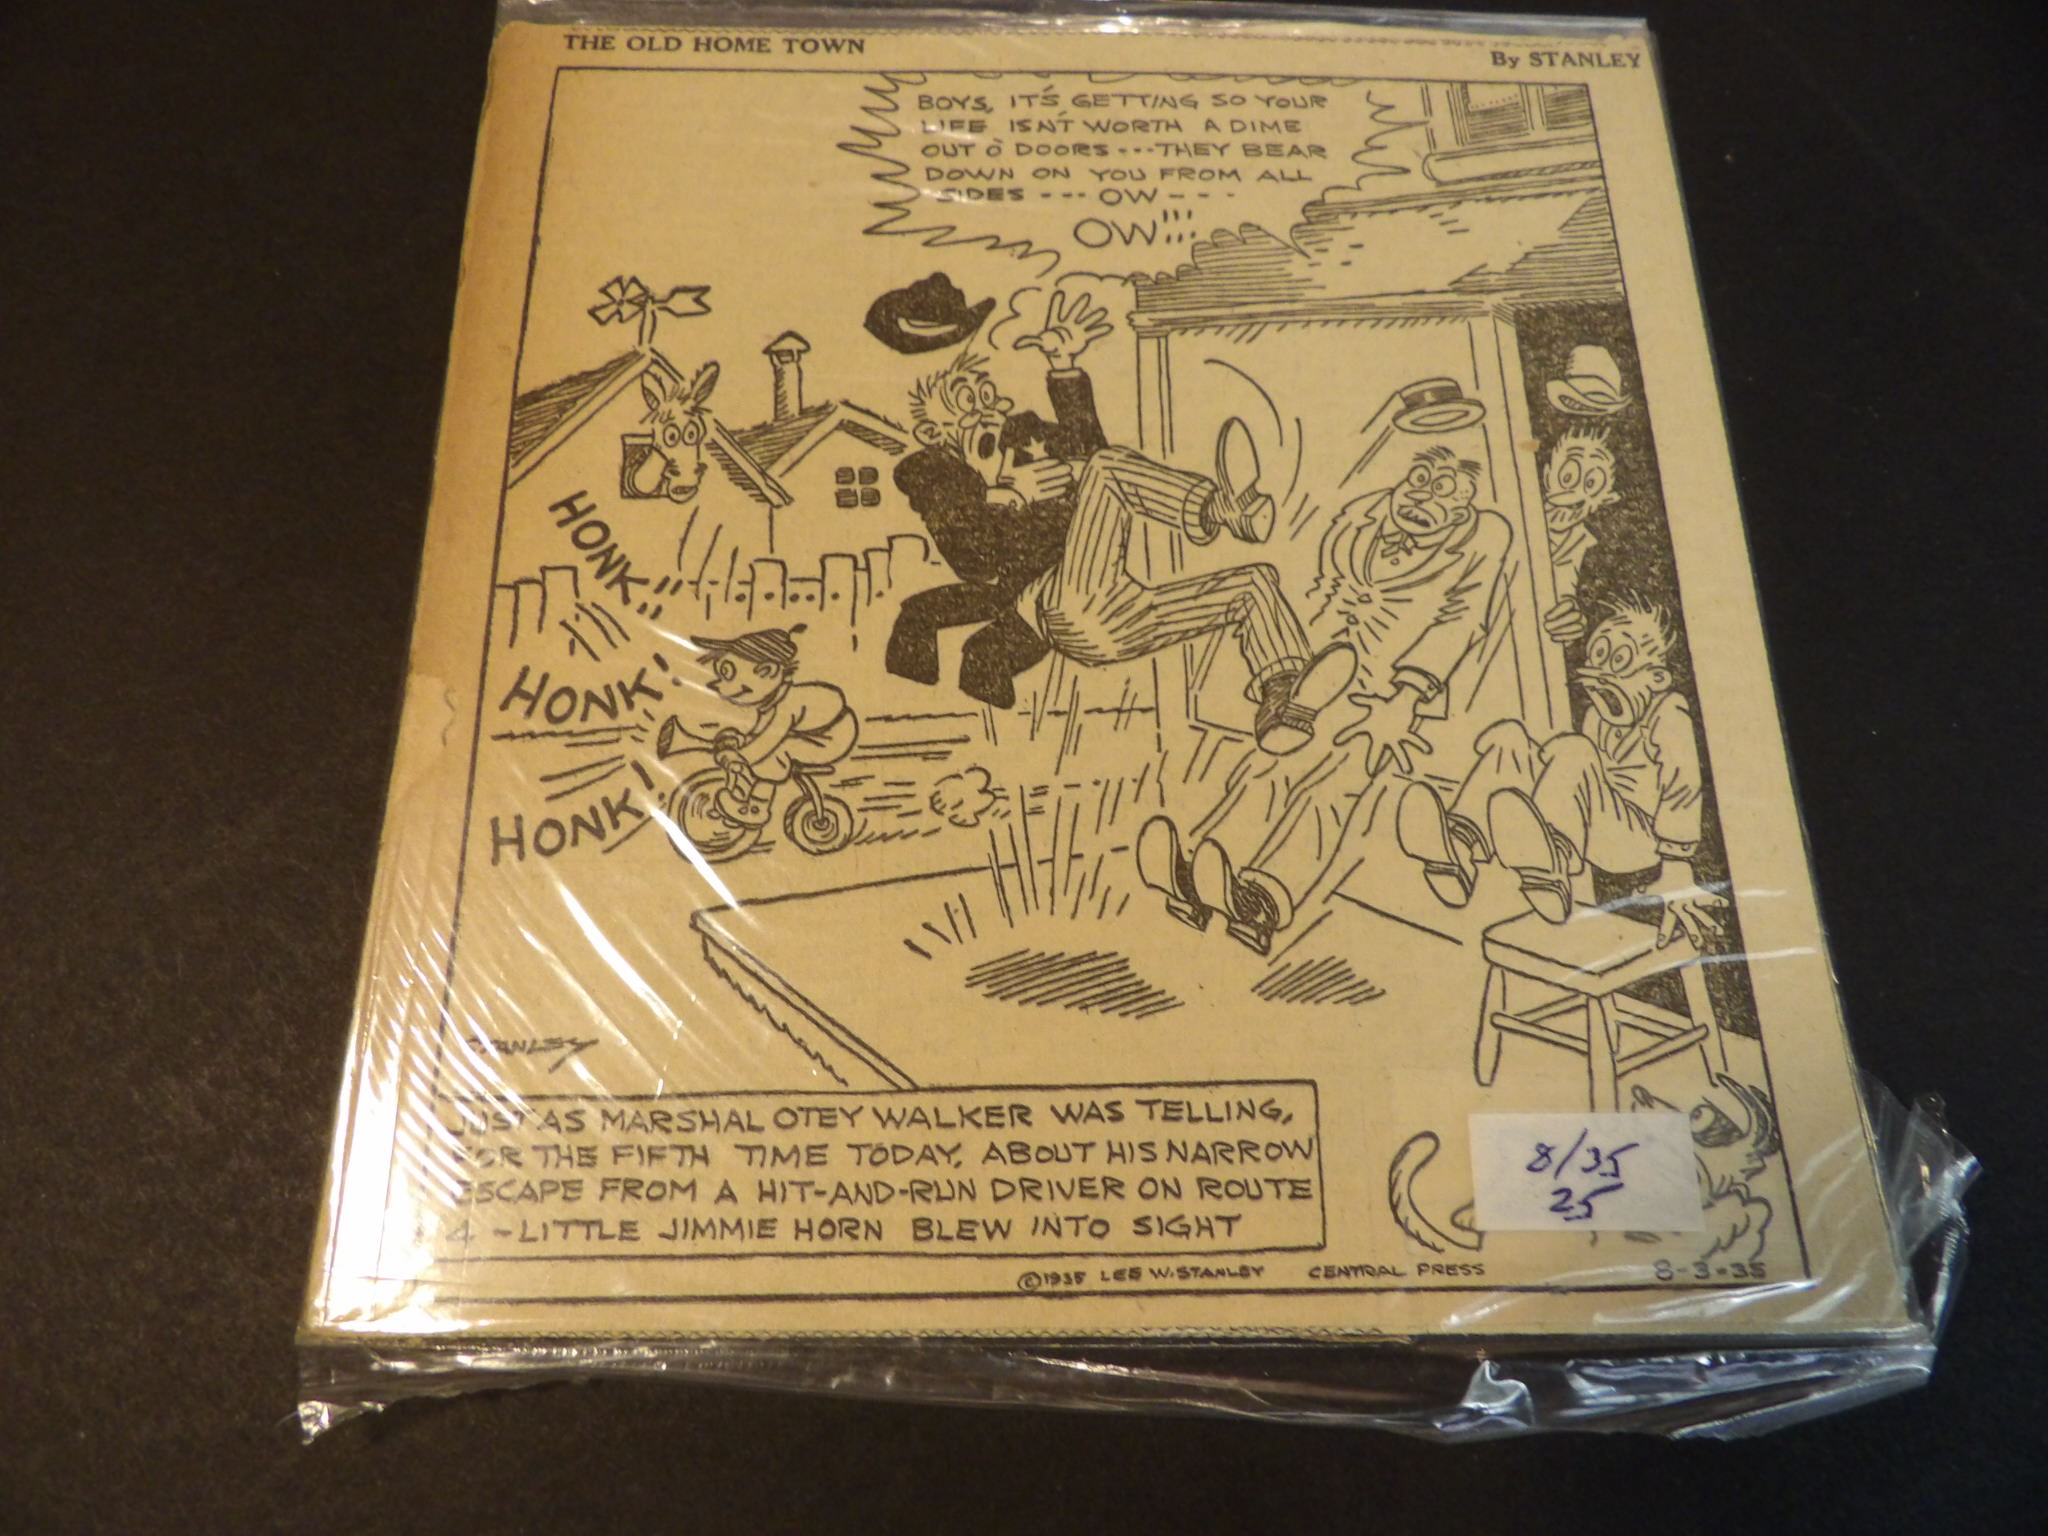 THE OLD HOME TOWN
By STANLEY
BOYS, IT'S GETTING SO YOUR
LIFE ISN'T WORTH A DIME
OUT O' DOORS---THEY BEAR
DOWN ON YOU FROM ALL
SIDES --- OW ---
OW!!!
HONK!!
HONK!
HONK!
STANLEY
JUST AS MARSHAL OTEY WALKER WAS TELLING,
FOR THE FIFTH TIME TODAY, ABOUT HIS NARROW
ESCAPE FROM A HIT-AND-RUN DRIVER ON ROUTE
4 - LITTLE JIMMIE HORN BLEW INTO SIGHT
8/35
25
©1935 LEE W. STANLEY CENTRAL PRESS
8-3-35